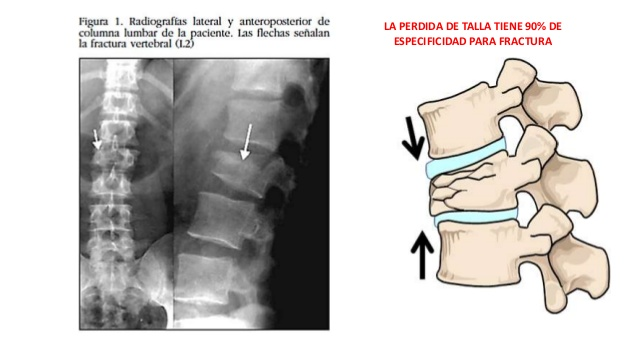 Figura 1. Radiografías lateral y anteroposterior de
columna lumbar de la paciente. Las flechas señalan
la fractura vertebral (L2)
LA PERDIDA DE TALLA TIENE 90% DE
ESPECIFICIDAD PARA FRACTURA